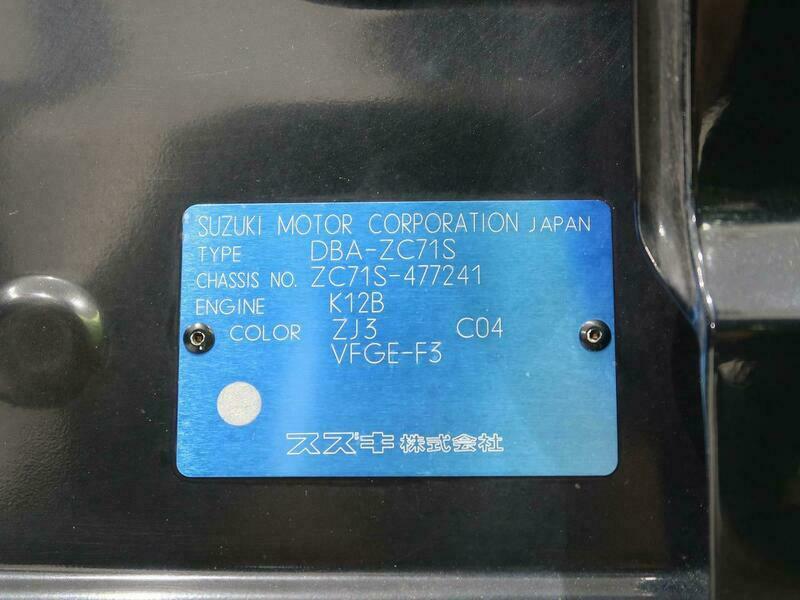 SUZUKI MOTOR CORPORATION JAPAN
TYPE DBA-ZC71S
CHASSIS NO. ZC71S-477241
ENGINE K12B
COLOR ZJ3 C04
VFGE-F3
スズキ株式会社